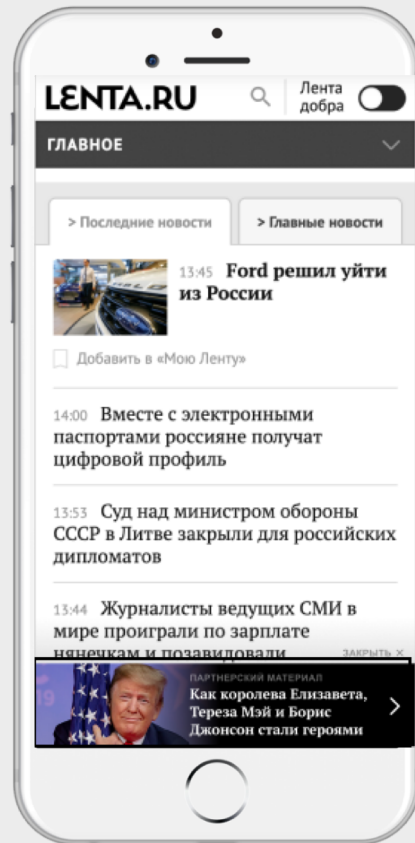 LENTA.RU
Лента
добра
ГЛАВНОЕ
> Последние новости
> Главные новости
13:45 Ford решил уйти
из России
Добавить в «Мою Ленту»
14:00 Вместе с электронными
паспортами россияне получат
цифровой профиль
13:53 Суд над министром обороны
СССР в Литве закрыли для российских
дипломатов
13:44 Журналисты ведущих СМИ в
мире проиграли по зарплате
нянечкам и позавидовали
ЗАКРЫТЬ ×
ПАРТНЕРСКИЙ МАТЕРИАЛ
Как королева Елизавета,
Тереза Мэй и Борис
Джонсон стали героями